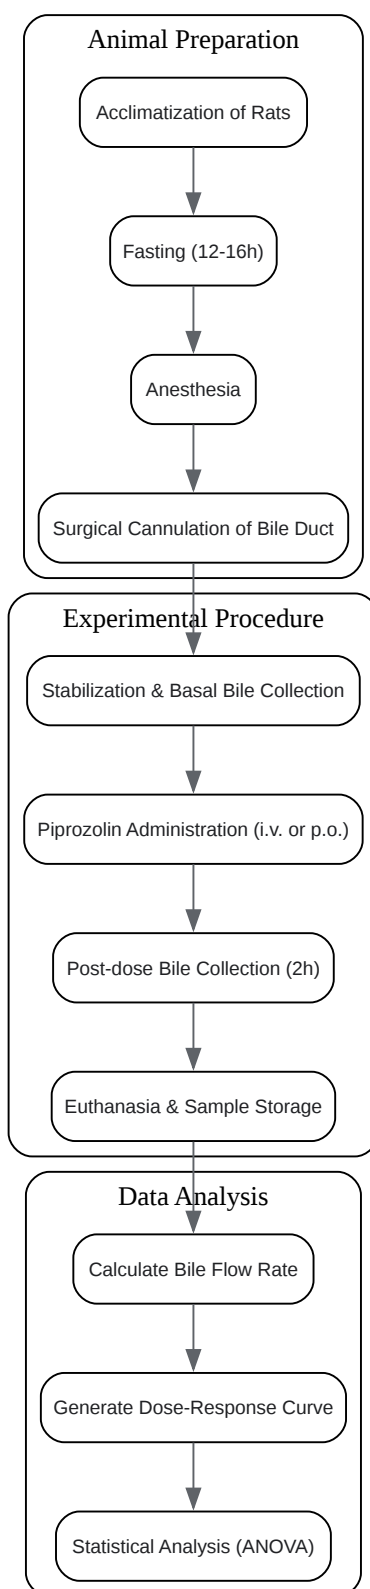 Animal Preparation
Acclimatization of Rats
Fasting (12-16h)
Anesthesia
Surgical Cannulation of Bile Duct
Experimental Procedure
Stabilization & Basal Bile Collection
Piprozolin Administration (i.v. or p.o.)
Post-dose Bile Collection (2h)
Euthanasia & Sample Storage
Data Analysis
Calculate Bile Flow Rate
Generate Dose-Response Curve
Statistical Analysis (ANOVA)